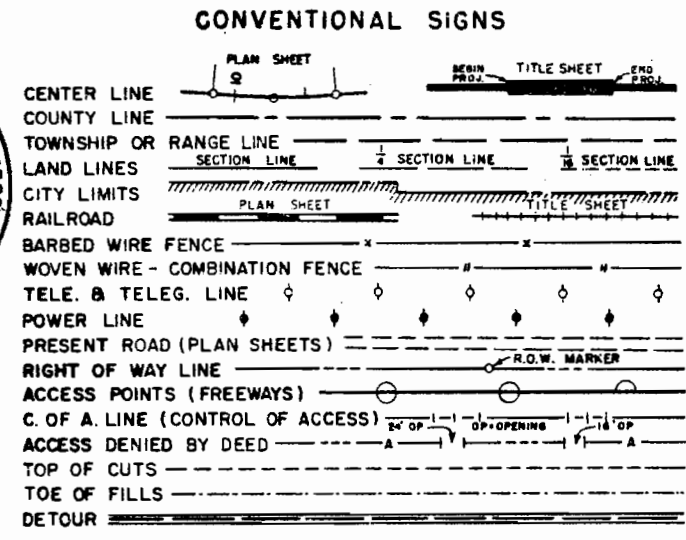 CONVENTIONAL SiGNS
PLAN SHEET
10
BEGIN PROJ. TITLE SHEET END PROJ.
CENTER LINE
COUNTY LINE
TOWNSHIP OR RANGE LINE
LAND LINES SECTION LINE 1/4 SECTION LINE 1/16 SECTION LINE
CITY LIMITS
RAILROAD PLAN SHEET TITLE SHEET
BARBED WIRE FENCE x x
WOVEN WIRE - COMBINATION FENCE
TELE. & TELEG. LINE
POWER LINE
PRESENT ROAD (PLAN SHEETS)
RIGHT OF WAY LINE R.O.W. MARKER
ACCESS POINTS (FREEWAYS)
C. OF A. LINE (CONTROL OF ACCESS)
24' OP OP=OPENING 16' OP
ACCESS DENIED BY DEED A A
TOP OF CUTS
TOE OF FILLS
DETOUR